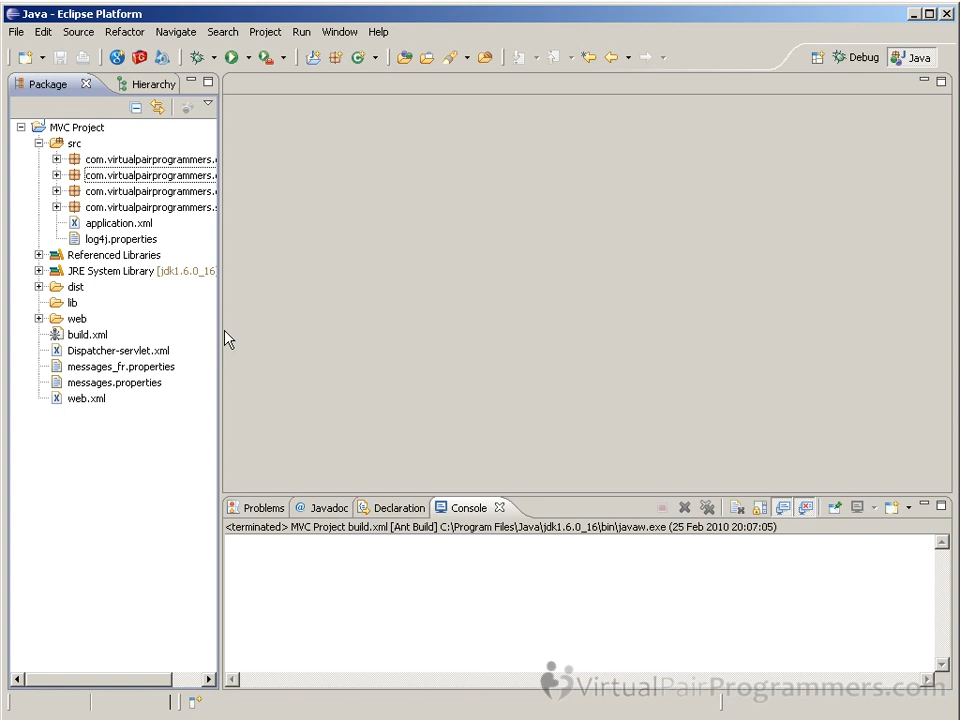 Java - Eclipse Platform
File Edit Source Refactor Navigate Search Project Run Window Help
Debug Java
Package Hierarchy
MVC Project
src
com.virtualpairprogrammers.
com.virtualpairprogrammers.
com.virtualpairprogrammers.
com.virtualpairprogrammers.s
application.xml
log4j.properties
Referenced Libraries
JRE System Library [jdk1.6.0_16]
dist
lib
web
build.xml
Dispatcher-servlet.xml
messages_fr.properties
messages.properties
web.xml
Problems @ Javadoc Declaration Console
<terminated> MVC Project build.xml [Ant Build] C:\Program Files\Java\jdk1.6.0_16\bin\javaw.exe (25 Feb 2010 20:07:05)
VirtualPairProgrammers.com